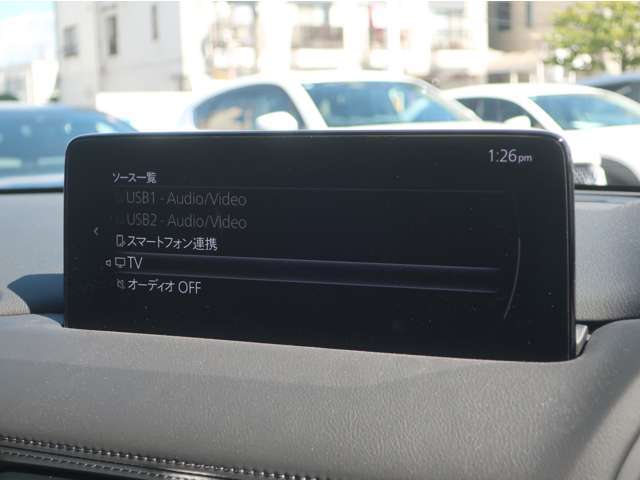 1:26pm
ソース一覧
USB1 - Audio/Video
USB2 - Audio/Video
スマートフォン連携
TV
オーディオ OFF